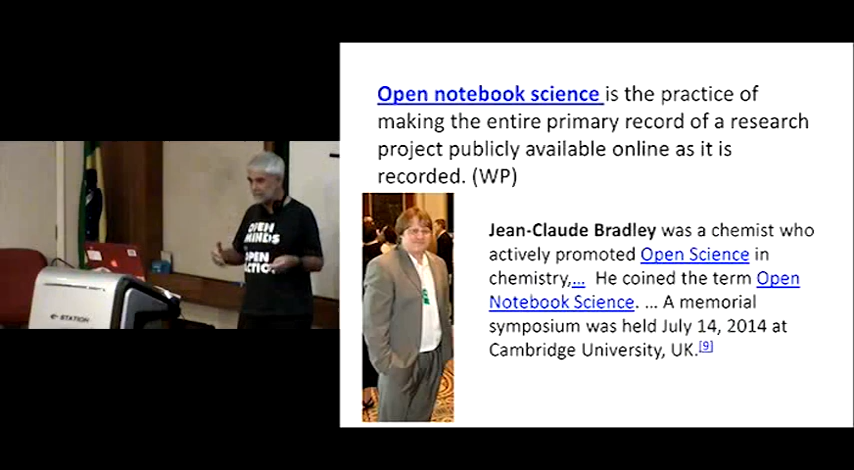 OPEN
MINDS
OPEN
E-STATION
Open notebook science is the practice of
making the entire primary record of a research
project publicly available online as it is
recorded. (WP)
Jean-Claude Bradley was a chemist who
actively promoted Open Science in
chemistry,... He coined the term Open
Notebook Science. ... A memorial
symposium was held July 14, 2014 at
Cambridge University, UK.[9]